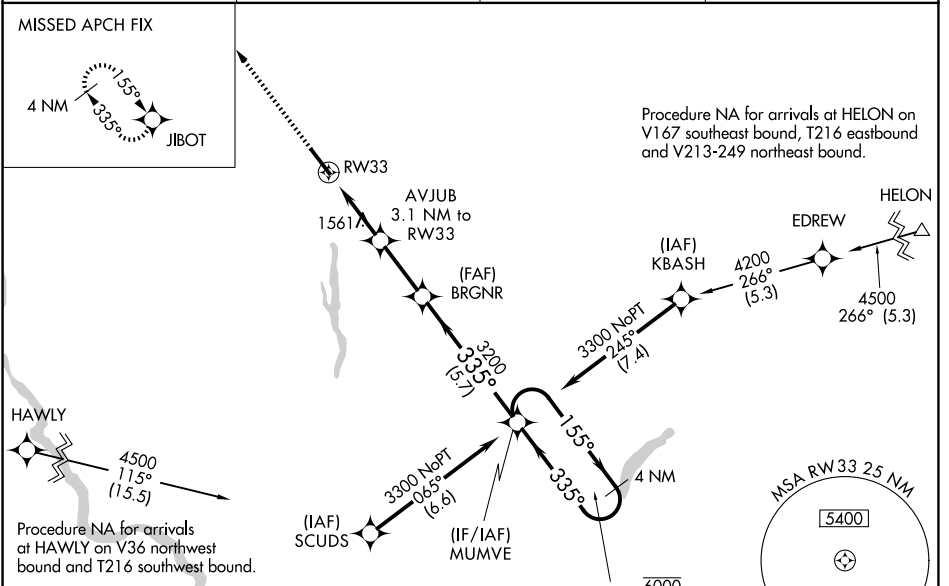 MISSED APCH FIX
155°
4 NM
335°
JIBOT
RW33
Procedure NA for arrivals at HELON on
V167 southeast bound, T216 eastbound
and V213-249 northeast bound.
AVJUB
3.1 NM to
RW33
1561
HELON
EDREW
(IAF)
KBASH
4200
266°
(5.3)
4500
266° (5.3)
(FAF)
BRGNR
3300 NoPT
245°
(7.4)
3200
335°
(5.7)
HAWLY
4500
115°
(15.5)
155°
335°
4 NM
3300 NoPT
065°
(6.6)
(IAF)
SCUDS
(IF/IAF)
MUMVE
Procedure NA for arrivals
at HAWLY on V36 northwest
bound and T216 southwest bound.
MSA RW33 25 NM
5400
6000